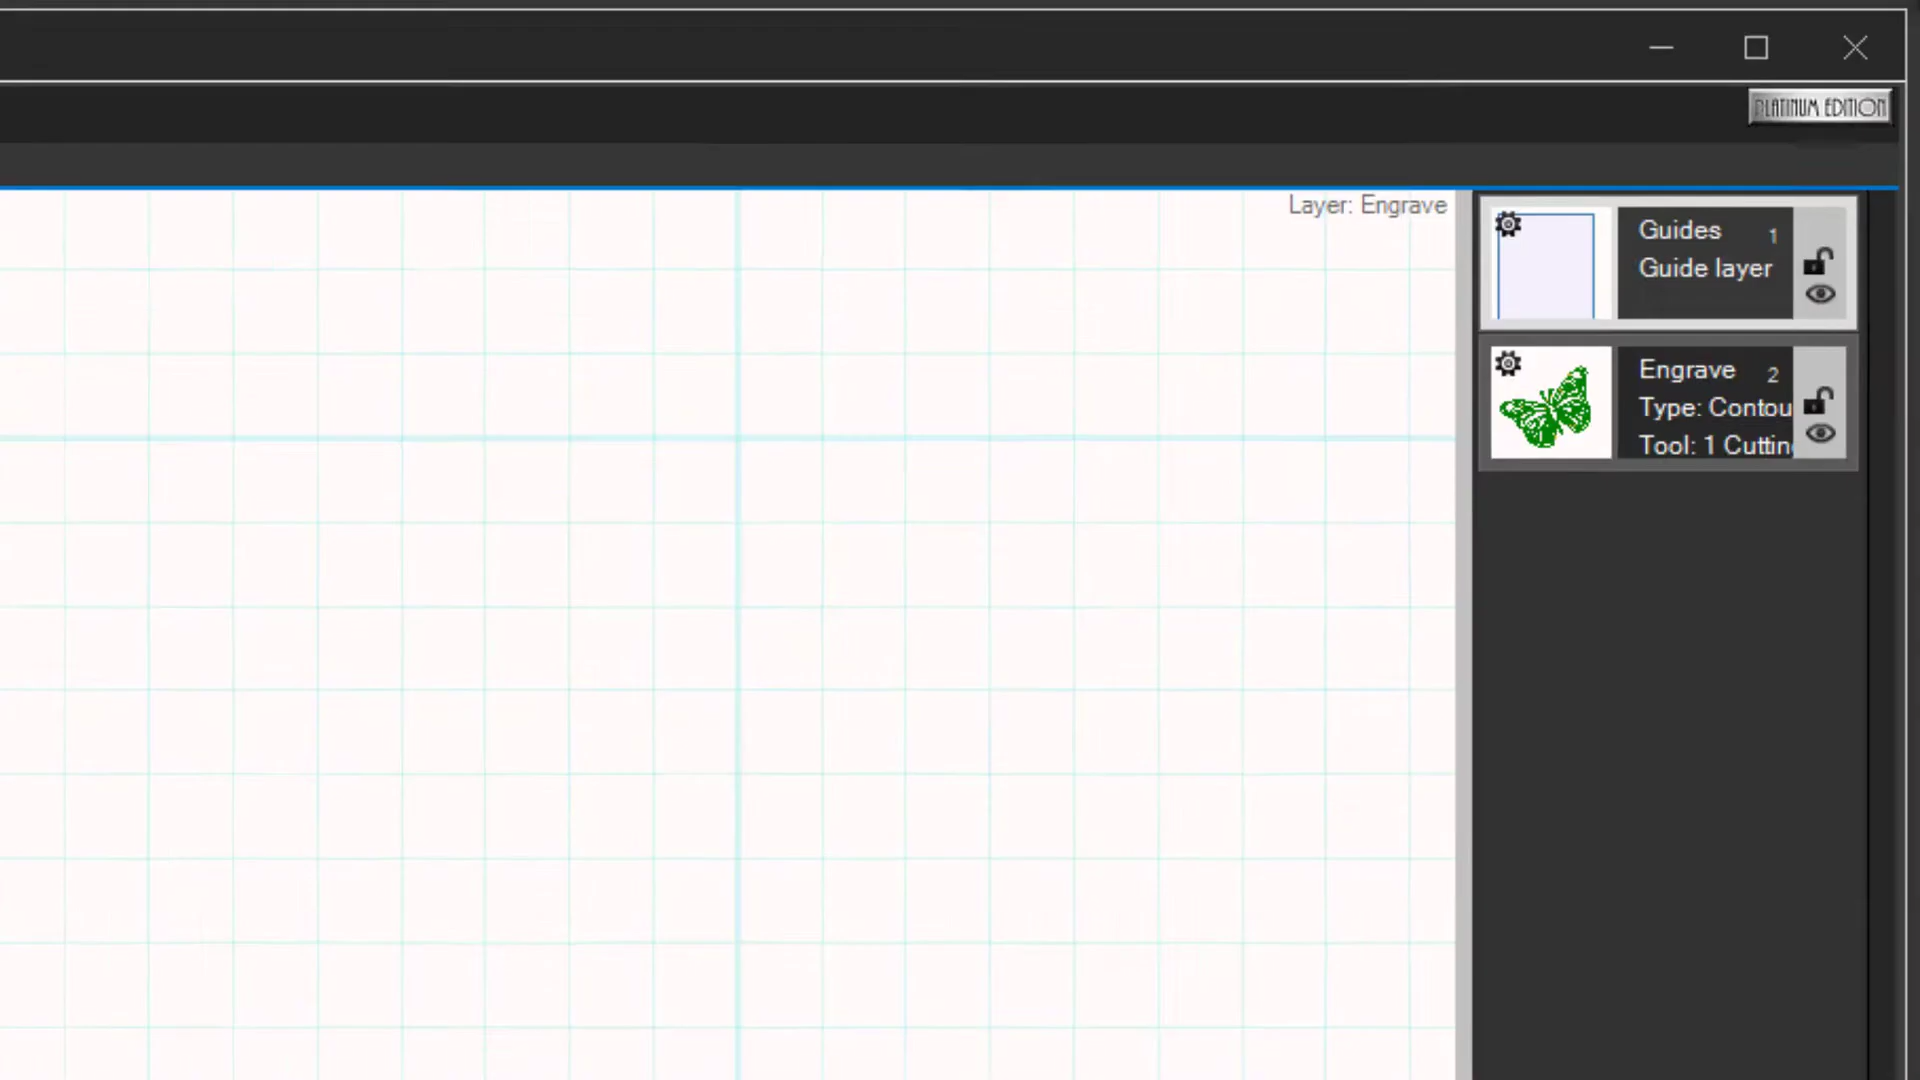 PLATINUM EDITION
Layer: Engrave
Guides 1
Guide layer
Engrave 2
Type: Contou
Tool: 1 Cuttin